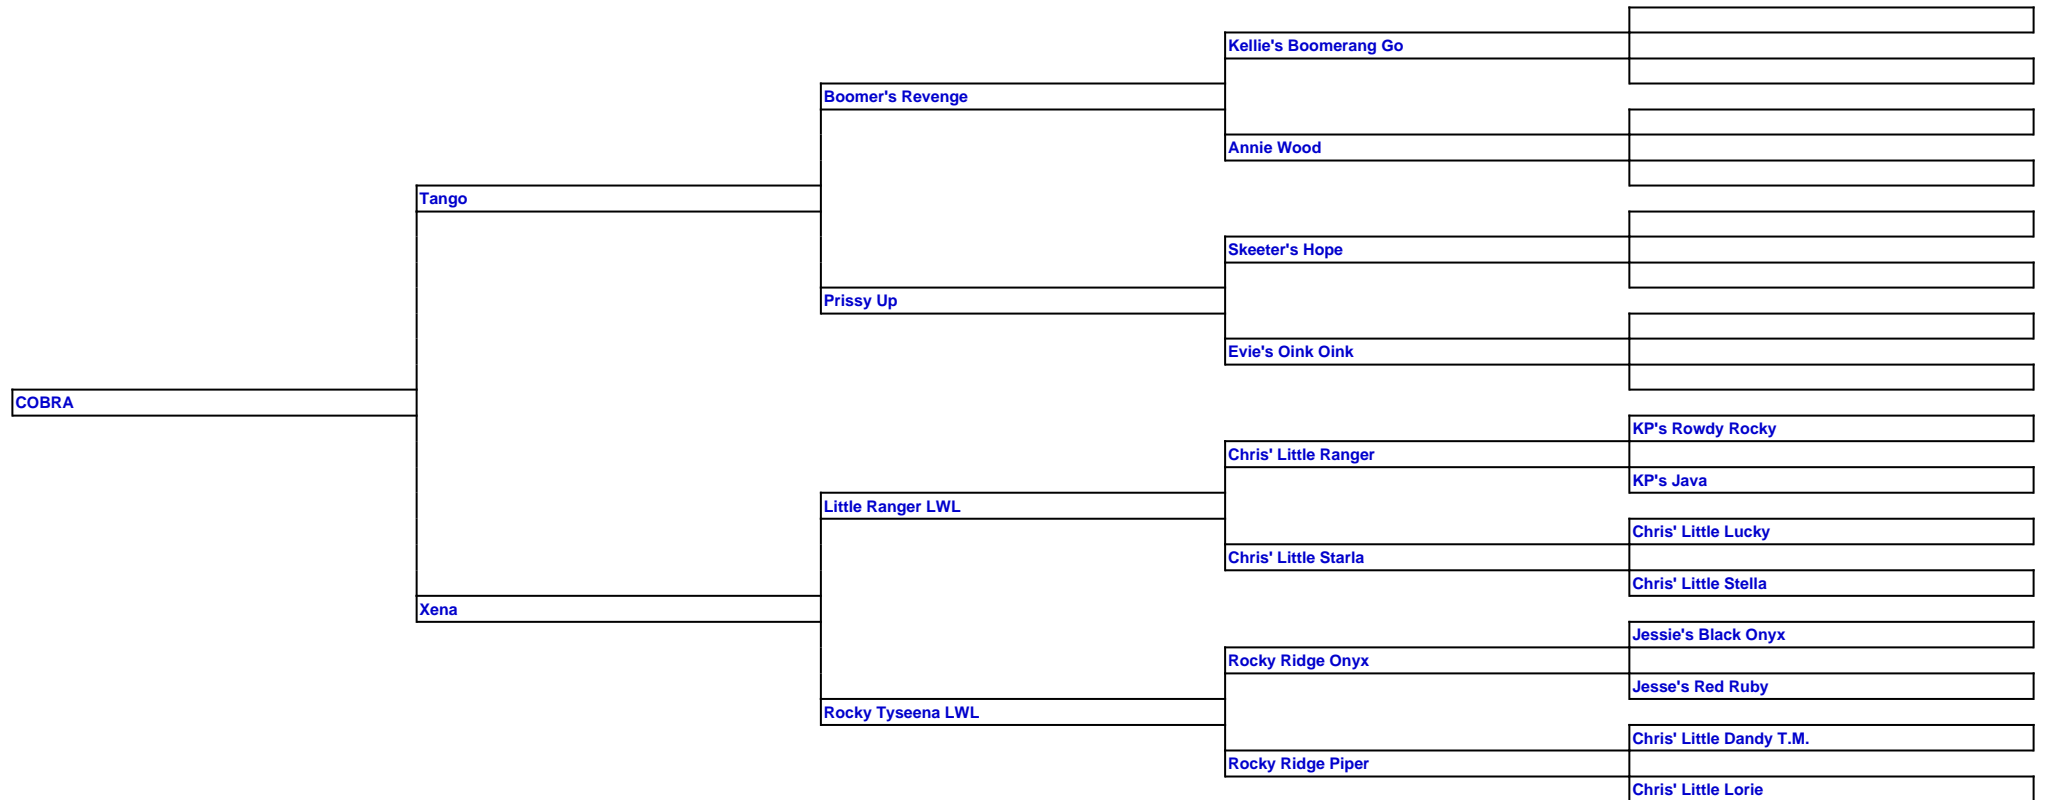 Kellie's Boomerang Go
Boomer's Revenge
Annie Wood
Tango
Skeeter's Hope
Prissy Up
Evie's Oink Oink
COBRA
KP's Rowdy Rocky
Chris' Little Ranger
KP's Java
Little Ranger LWL
Chris' Little Lucky
Chris' Little Starla
Chris' Little Stella
Xena
Jessie's Black Onyx
Rocky Ridge Onyx
Jesse's Red Ruby
Rocky Tyseena LWL
Chris' Little Dandy T.M.
Rocky Ridge Piper
Chris' Little Lorie